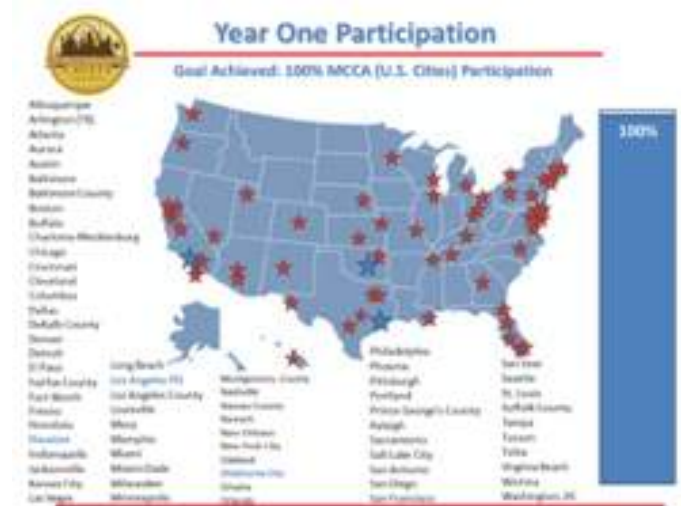 Year One Participation
Goal Achieved: 100% MCCA (U.S. Cities) Participation
100%
Albuquerque
Arlington (TX)
Atlanta
Aurora
Austin
Baltimore
Baltimore County
Boston
Buffalo
Charlotte-Mecklenburg
Chicago
Cincinnati
Cleveland
Columbus
Dallas
DeKalb County
Denver
Detroit
El Paso
Fairfax County
Fort Worth
Fresno
Honolulu
Houston
Indianapolis
Jacksonville
Kansas City
Las Vegas
Long Beach
Los Angeles PD
Los Angeles County
Louisville
Mesa
Memphis
Miami
Miami-Dade
Milwaukee
Minneapolis
Montgomery County
Nashville
Nassau County
Newark
New Orleans
New York City
Oakland
Oklahoma City
Omaha
Orlando
Philadelphia
Phoenix
Pittsburgh
Portland
Prince George's County
Raleigh
Sacramento
Salt Lake City
San Antonio
San Diego
San Francisco
San Jose
Seattle
St. Louis
Suffolk County
Tampa
Tucson
Tulsa
Virginia Beach
Wichita
Washington, DC